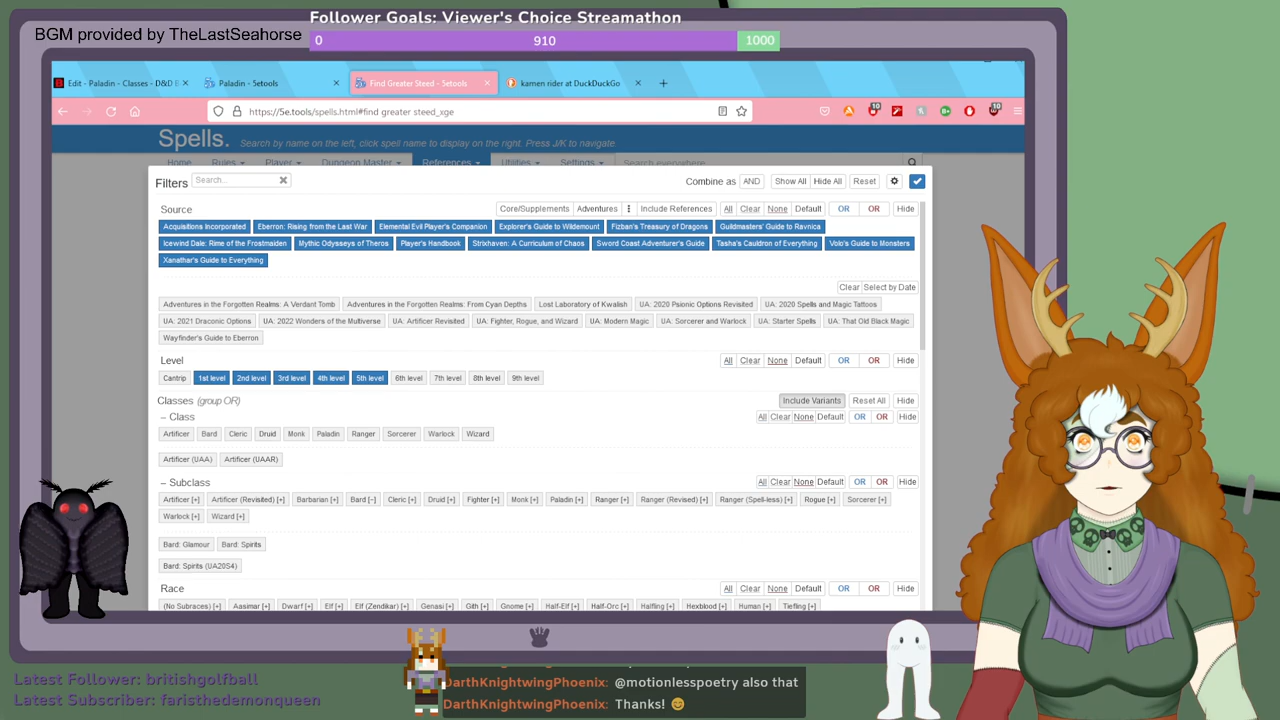 Follower Goals: Viewer's Choice Streamathon
BGM provided by TheLastSeahorse
0 910 1000
Edit - Paladin - Classes - D&D B
Paladin - 5etools
Find Greater Steed - 5etools
kamen rider at DuckDuckGo
https://5e.tools/spells.html#find greater steed_xge
10 10
Spells. Search by name on the left, click spell name to display on the right. Press J/K to navigate
Home Rules Player Dungeon Master References Utilities Settings Search everywhere
Filters Search... Combine as AND Show All Hide All Reset
Source Core/Supplements Adventures Include References All Clear None Default OR OR Hide
Acquisitions Incorporated Eberron: Rising from the Last War Elemental Evil Player's Companion Explorer's Guide to Wildemount Fizban's Treasury of Dragons Guildmasters' Guide to Ravnica
Icewind Dale: Rime of the Frostmaiden Mythic Odysseys of Theros Player's Handbook Strixhaven: A Curriculum of Chaos Sword Coast Adventurer's Guide Tasha's Cauldron of Everything Volo's Guide to Monsters
Xanathar's Guide to Everything
Clear Select by Date
Adventures in the Forgotten Realms: A Verdant Tomb Adventures in the Forgotten Realms: From Cyan Depths Lost Laboratory of Kwalish UA: 2020 Psionic Options Revisited UA: 2020 Spells and Magic Tattoos
UA: 2021 Draconic Options UA: 2022 Wonders of the Multiverse UA: Artificer Revisited UA: Fighter, Rogue, and Wizard UA: Modern Magic UA: Sorcerer and Warlock UA: Starter Spells UA: That Old Black Magic
Wayfinder's Guide to Eberron
Level All Clear None Default OR OR Hide
Cantrip 1st level 2nd level 3rd level 4th level 5th level 6th level 7th level 8th level 9th level
Classes (group OR) Include Variants Reset All Hide
– Class All Clear None Default OR OR Hide
Artificer Bard Cleric Druid Monk Paladin Ranger Sorcerer Warlock Wizard
Artificer (UAA) Artificer (UAAR)
– Subclass All Clear None Default OR OR Hide
Artificer [+] Artificer (Revisited) [+] Barbarian [+] Bard [–] Cleric [+] Druid [+] Fighter [+] Monk [+] Paladin [+] Ranger [+] Ranger (Revised) [+] Ranger (Spell-less) [+] Rogue [+] Sorcerer [+]
Warlock [+] Wizard [+]
Bard: Glamour Bard: Spirits
Bard: Spirits (UA20S4)
Race All Clear None Default OR OR Hide
(No Subraces) [+] Aasimar [+] Dwarf [+] Elf [+] Elf (Zendikar) [+] Genasi [+] Gith [+] Gnome [+] Half-Elf [+] Half-Orc [+] Halfling [+] Hexblood [+] Human [+] Tiefling [+]
Latest Follower: britishgolfball
Latest Subscriber: faristhedemonqueen
DarthKnightwingPhoenix: @motionlesspoetry also that
DarthKnightwingPhoenix: Thanks! 😊